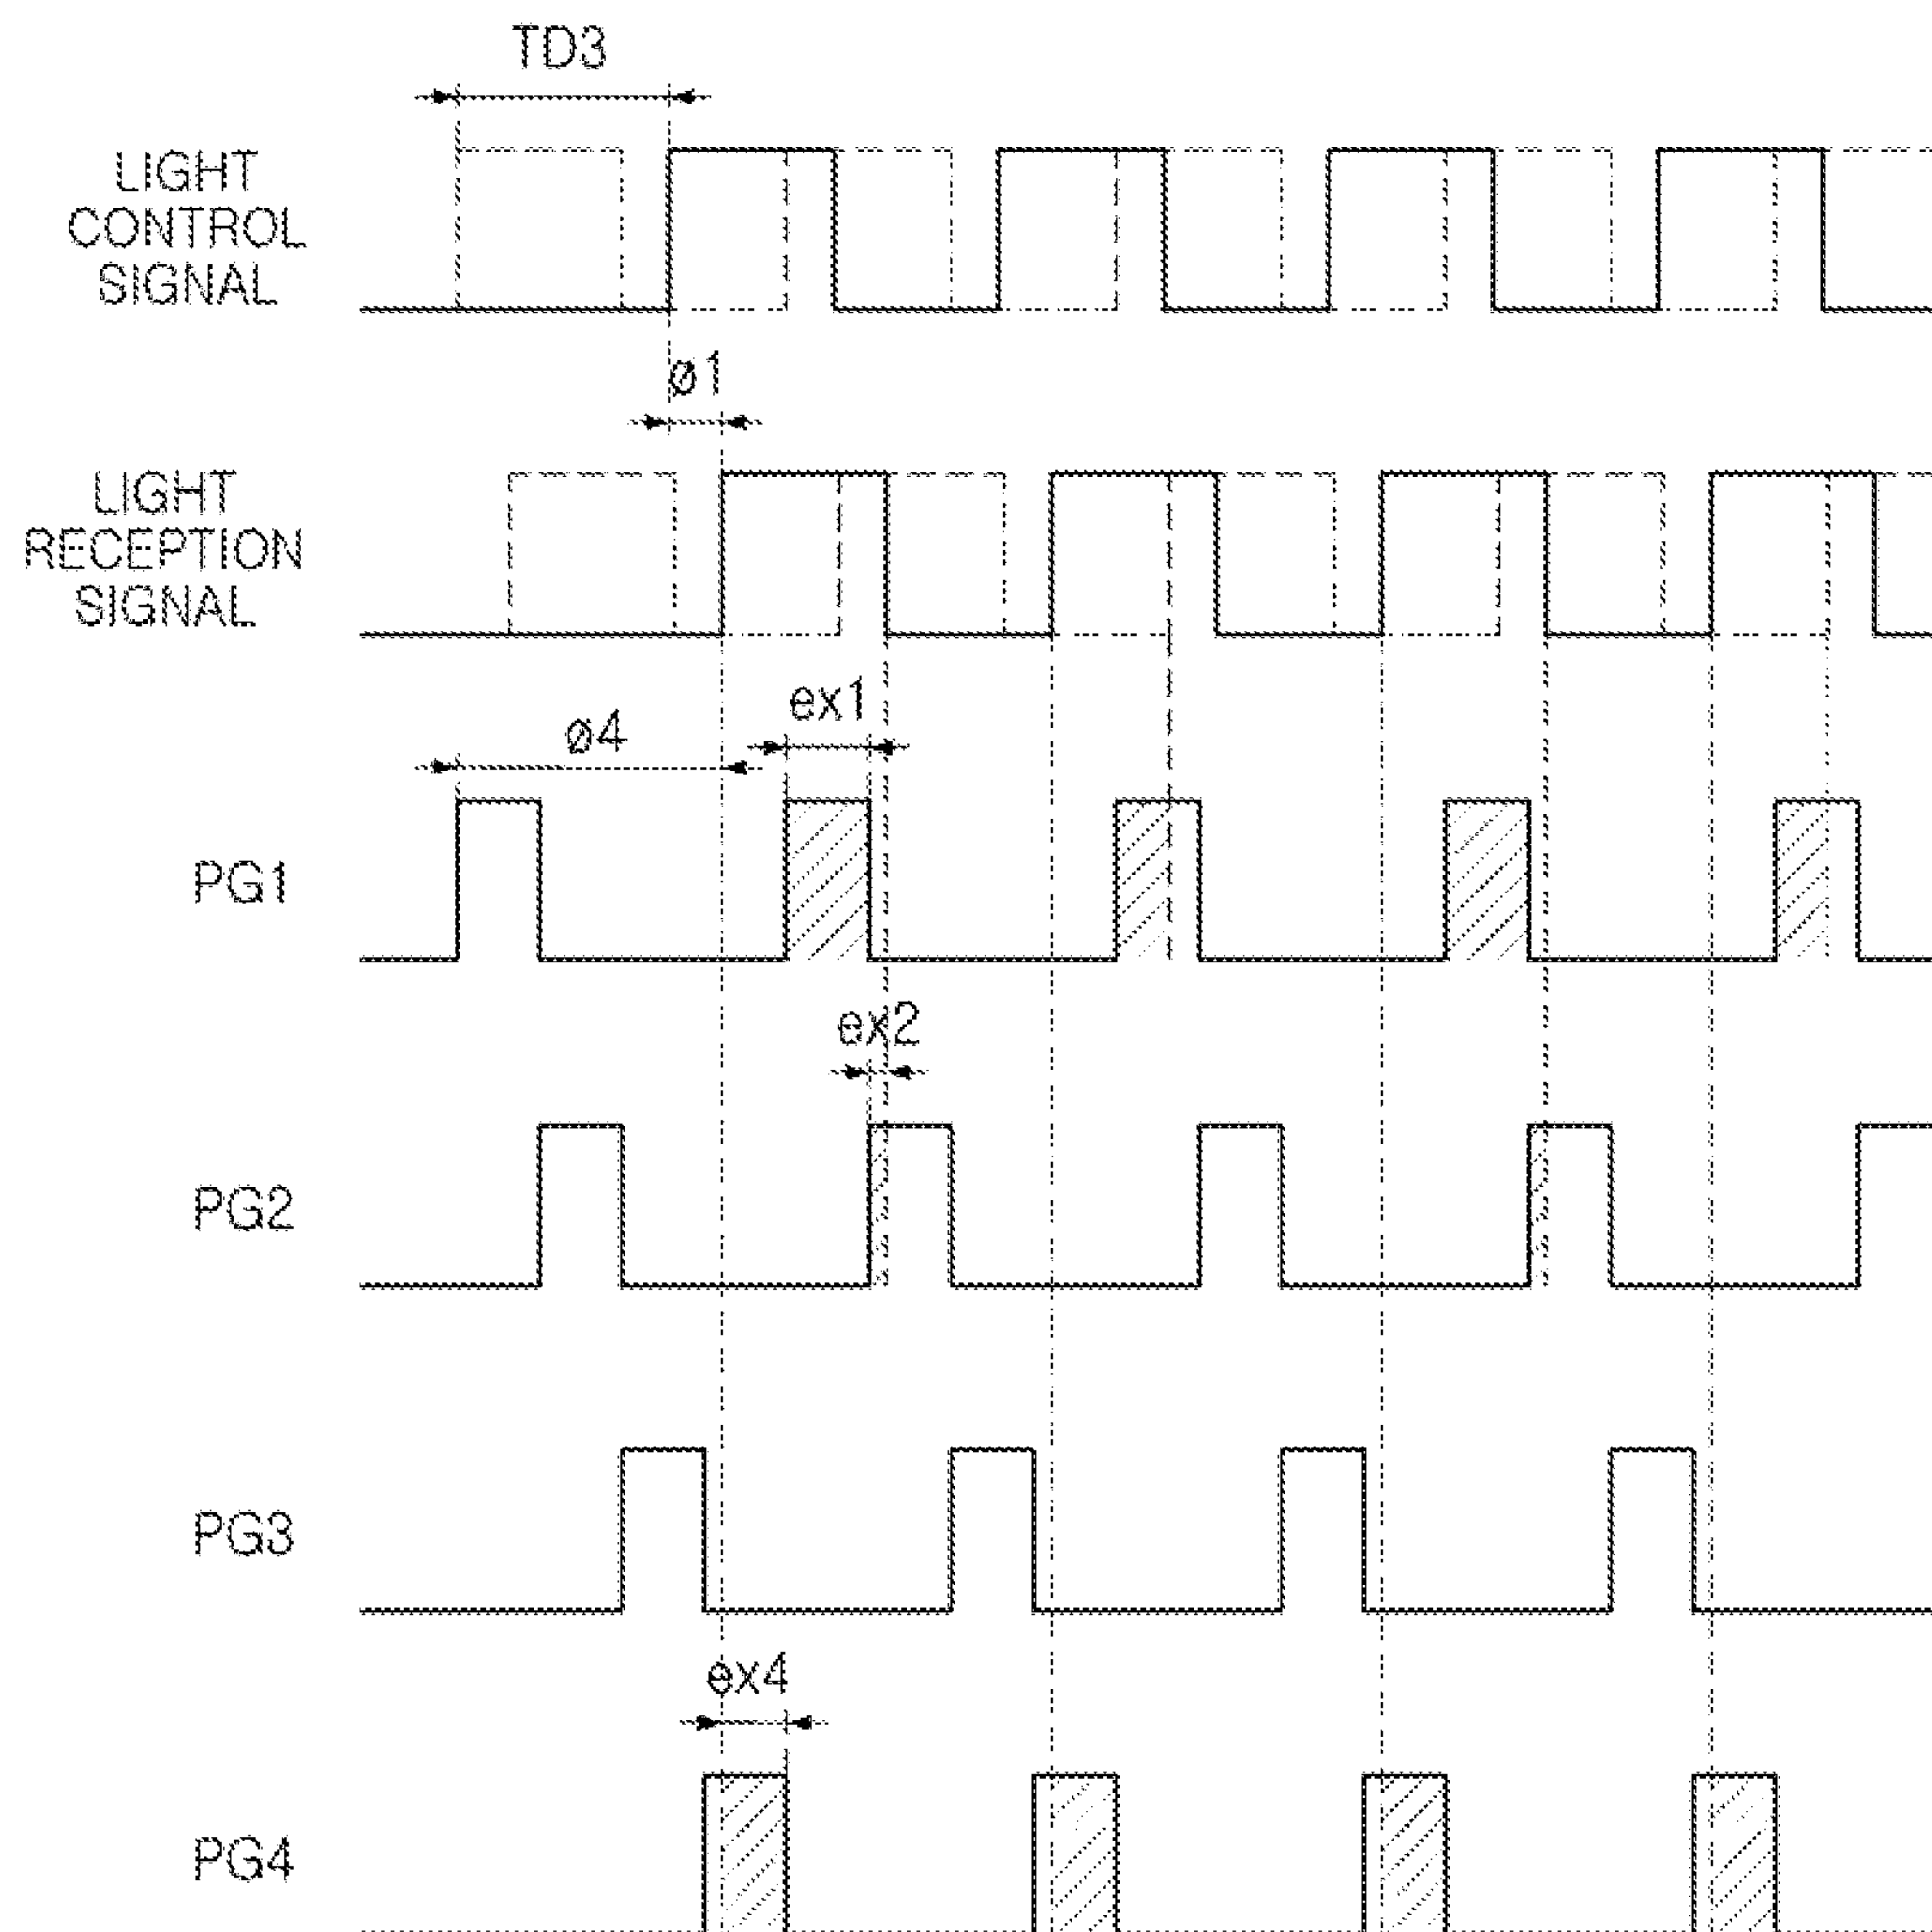 TD3
LIGHT
CONTROL
SIGNAL
ø1
LIGHT
RECEPTION
SIGNAL
ex1
ø4
PG1
ex2
PG2
PG3
ex4
PG4